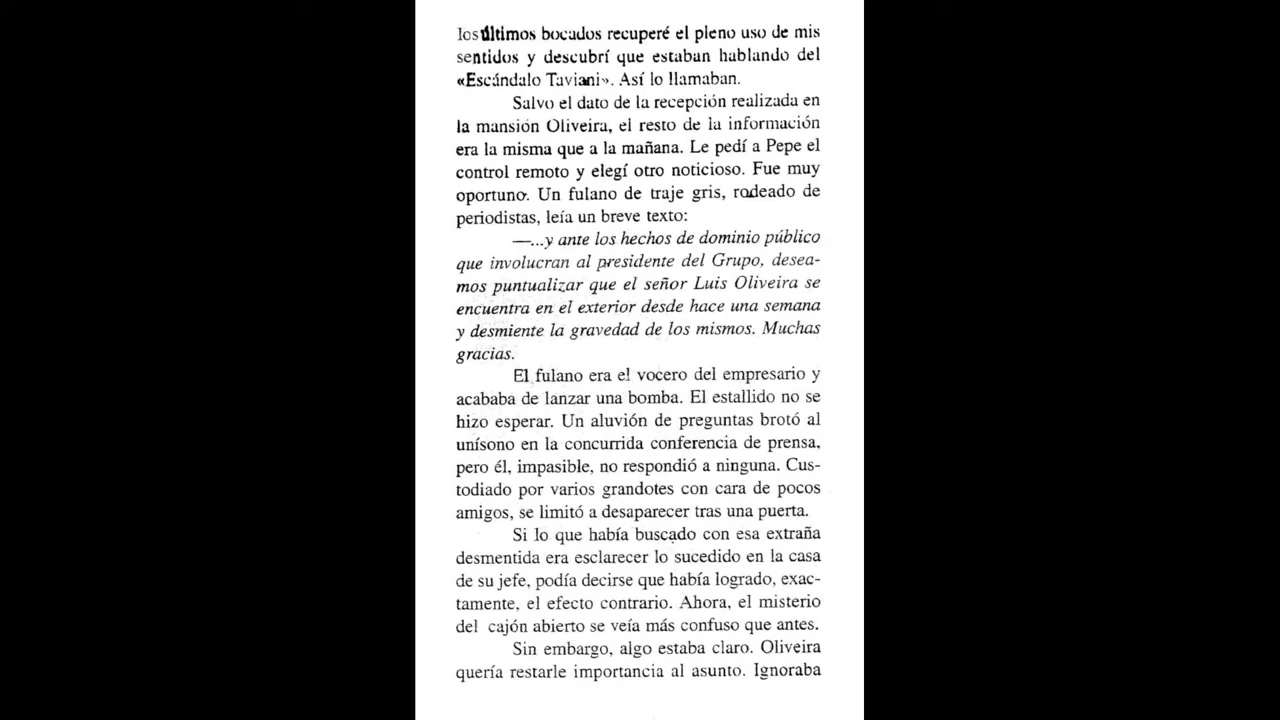 los últimos bocados recuperé el pleno uso de mis
sentidos y descubrí que estaban hablando del
«Escándalo Taviani». Así lo llamaban.
Salvo el dato de la recepción realizada en
la mansión Oliveira, el resto de la información
era la misma que a la mañana. Le pedí a Pepe el
control remoto y elegí otro noticioso. Fue muy
oportuno. Un fulano de traje gris, rodeado de
periodistas, leía un breve texto:
—...y ante los hechos de dominio público
que involucran al presidente del Grupo, desea-
mos puntualizar que el señor Luis Oliveira se
encuentra en el exterior desde hace una semana
y desmiente la gravedad de los mismos. Muchas
gracias.
El fulano era el vocero del empresario y
acababa de lanzar una bomba. El estallido no se
hizo esperar. Un aluvión de preguntas brotó al
unísono en la concurrida conferencia de prensa,
pero él, impasible, no respondió a ninguna. Cus-
todiado por varios grandotes con cara de pocos
amigos, se limitó a desaparecer tras una puerta.
Si lo que había buscado con esa extraña
desmentida era esclarecer lo sucedido en la casa
de su jefe, podía decirse que había logrado, exac-
tamente, el efecto contrario. Ahora, el misterio
del cajón abierto se veía más confuso que antes.
Sin embargo, algo estaba claro. Oliveira
quería restarle importancia al asunto. Ignoraba